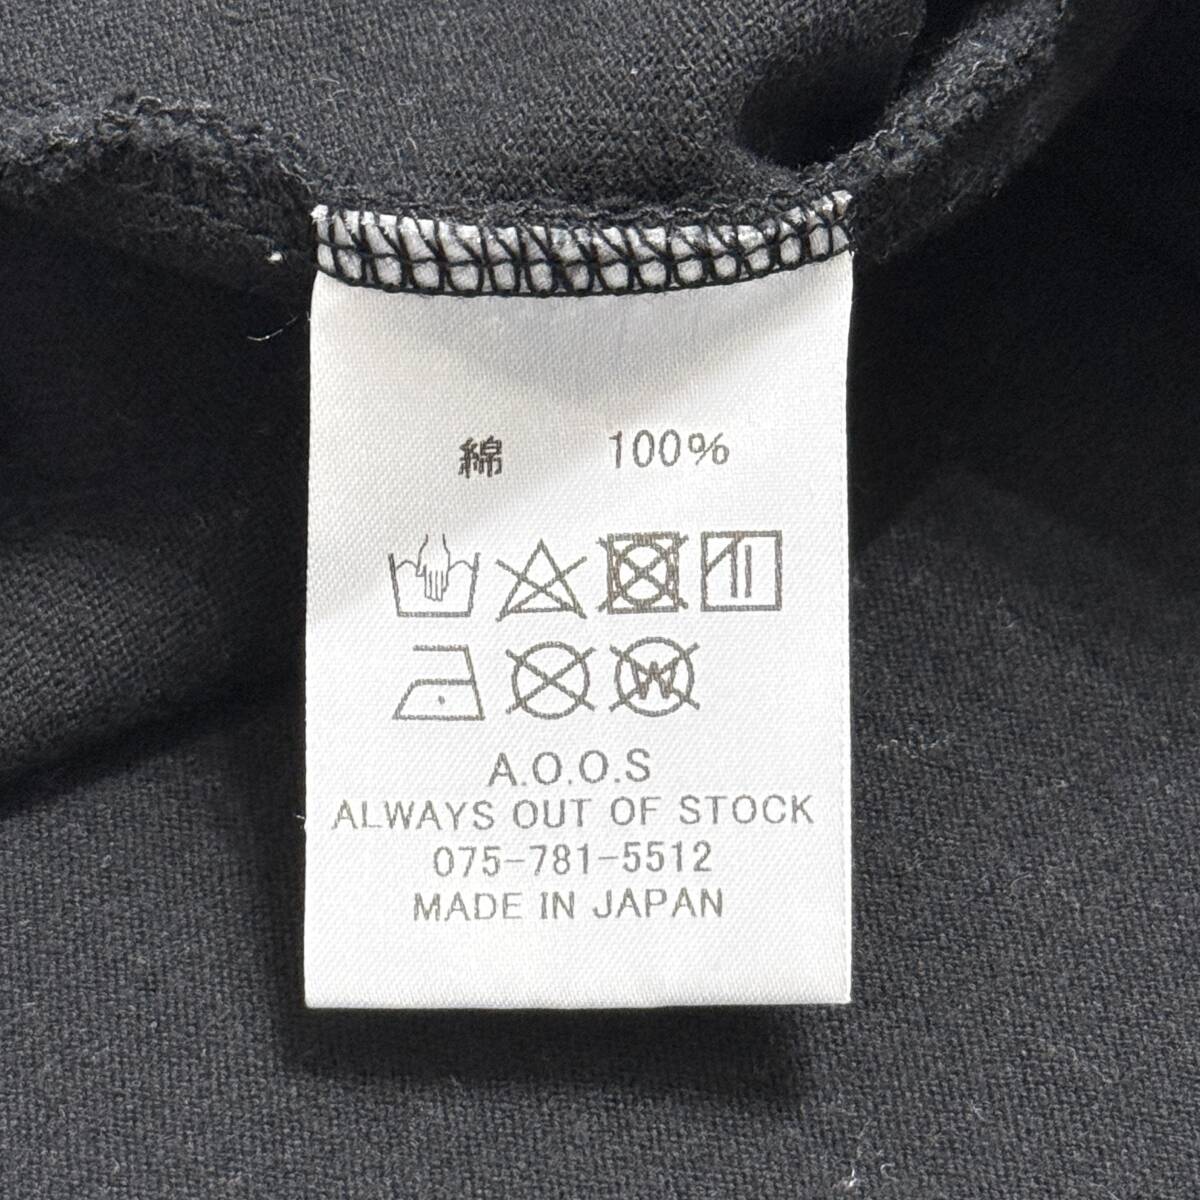 綿 100%
W
A.O.O.S
ALWAYS OUT OF STOCK
075-781-5512
MADE IN JAPAN